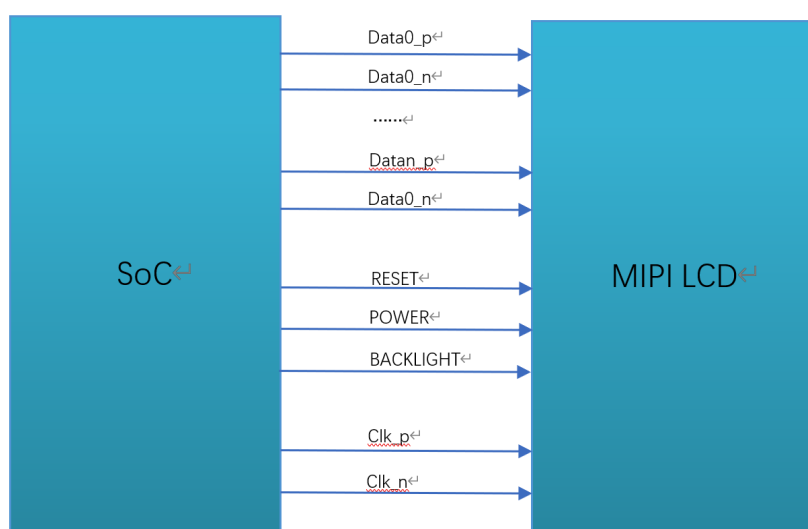 Data0_p↵
Data0_n↵
……↵
Datan_p↵
Data0_n↵
SoC↵
MIPI LCD↵
RESET↵
POWER↵
BACKLIGHT↵
Clk_p↵
Clk_n↵